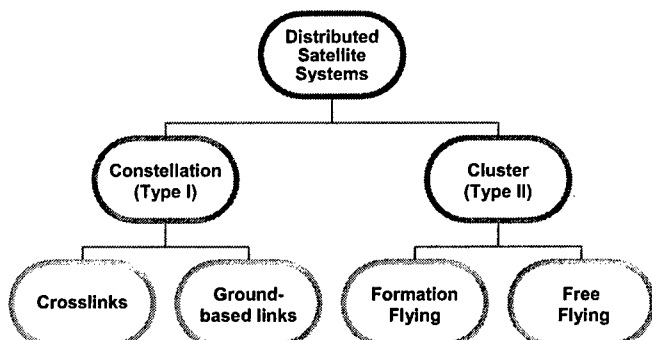 Distributed
Satellite
Systems
Constellation
(Type I)
Cluster
(Type II)
Crosslinks
Ground-
based links
Formation
Flying
Free
Flying